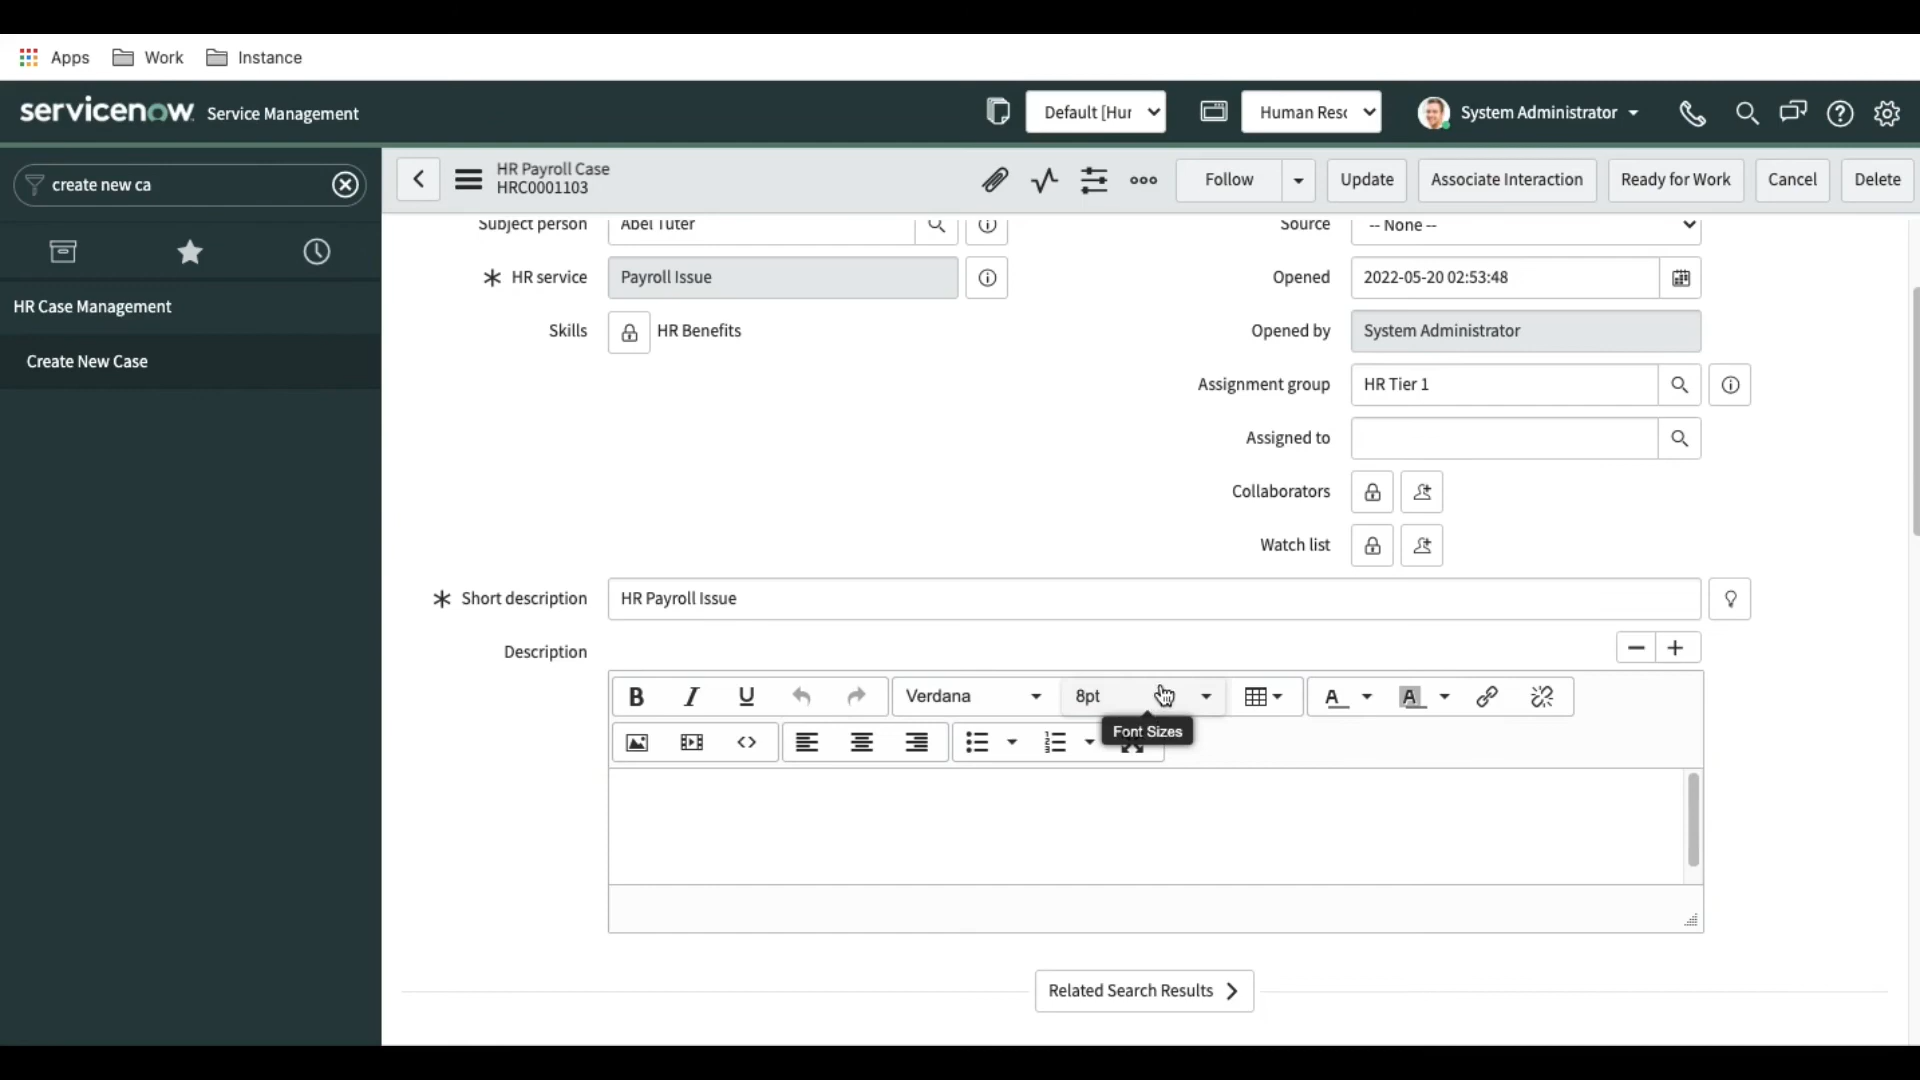 Apps Work Instance
servicenow Service Management Default [Hur Human Resc System Administrator
create new ca
HR Payroll Case
HRC0001103
Follow Update Associate Interaction Ready for Work Cancel Delete
HR Case Management
Create New Case
Subject person Abel Tuter Source -- None --
HR service Payroll Issue Opened 2022-05-20 02:53:48
Skills HR Benefits Opened by System Administrator
Assignment group HR Tier 1
Assigned to
Collaborators
Watch list
Short description HR Payroll Issue
Description
B I U Verdana 8pt A A
Font Sizes
Related Search Results